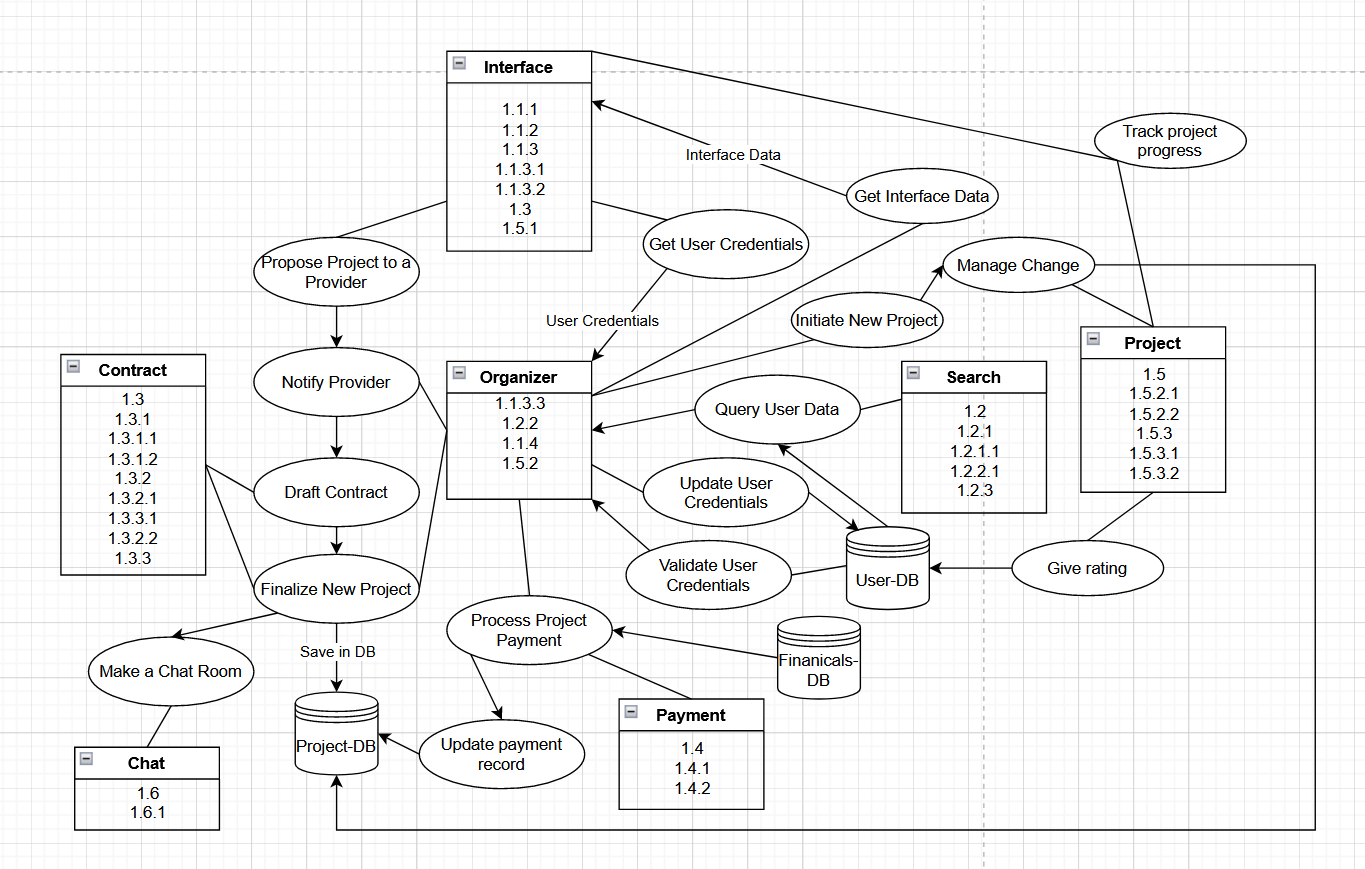 Interface
1.1.1
1.1.2
1.1.3
1.1.3.1
1.1.3.2
1.3
1.5.1
Track project
progress
Interface Data
Get Interface Data
Get User Credentials
Propose Project to a
Provider
Manage Change
User Credentials
Initiate New Project
Project
1.5
1.5.2.1
1.5.2.2
1.5.3
1.5.3.1
1.5.3.2
Contract
1.3
1.3.1
1.3.1.1
1.3.1.2
1.3.2
1.3.2.1
1.3.3.1
1.3.2.2
1.3.3
Notify Provider
Organizer
1.1.3.3
1.2.2
1.1.4
1.5.2
Query User Data
Search
1.2
1.2.1
1.2.1.1
1.2.2.1
1.2.3
Draft Contract
Update User
Credentials
Validate User
Credentials
User-DB
Give rating
Finalize New Project
Process Project
Payment
Finanicals-
DB
Make a Chat Room
Save in DB
Project-DB
Update payment
record
Payment
1.4
1.4.1
1.4.2
Chat
1.6
1.6.1